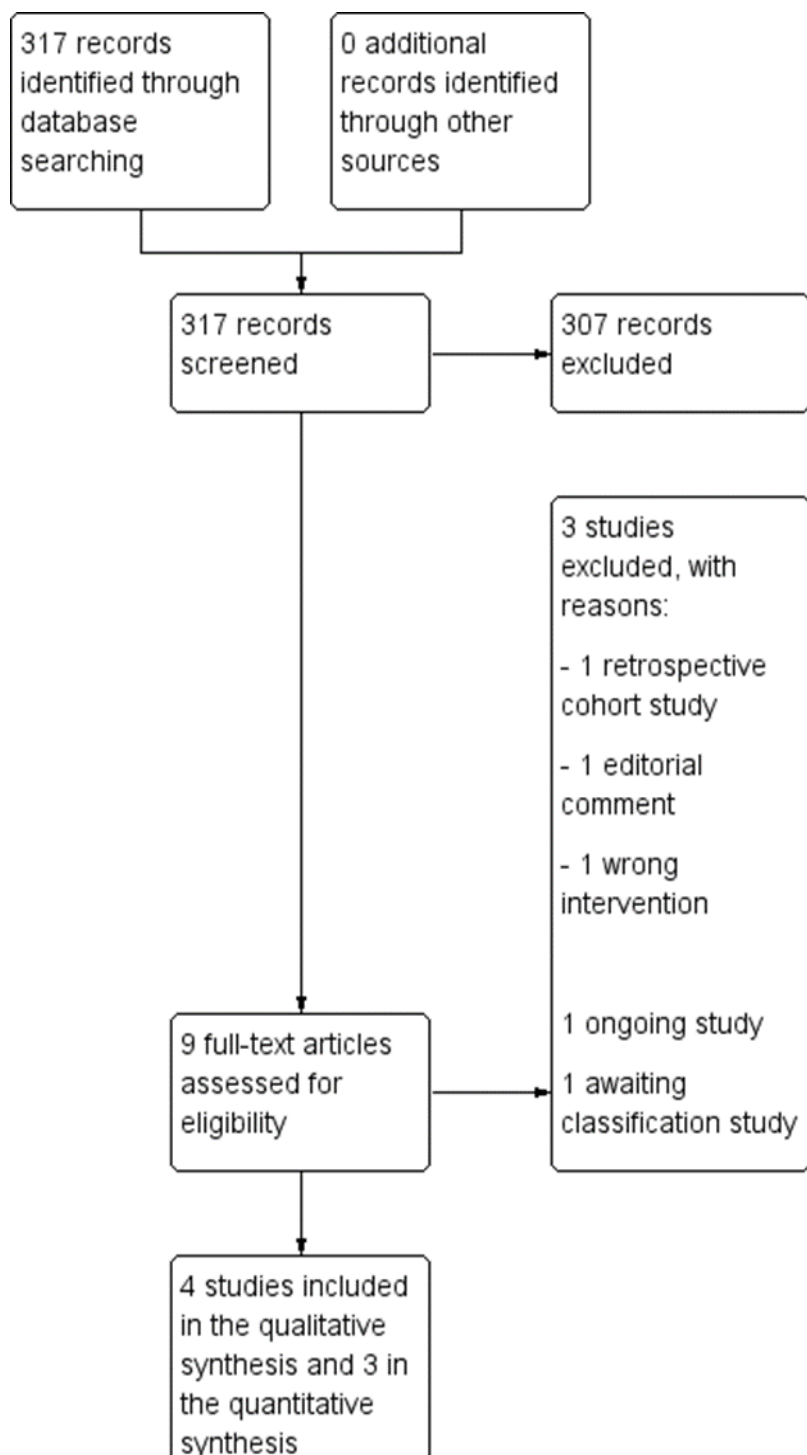 317 records
identified through
database
searching
0 additional
records identified
through other
sources
317 records
screened
307 records
excluded
3 studies
excluded, with
reasons:
- 1 retrospective
cohort study
- 1 editorial
comment
- 1 wrong
intervention
1 ongoing study
1 awaiting
classification study
9 full-text articles
assessed for
eligibility
4 studies included
in the qualitative
synthesis and 3 in
the quantitative
synthesis